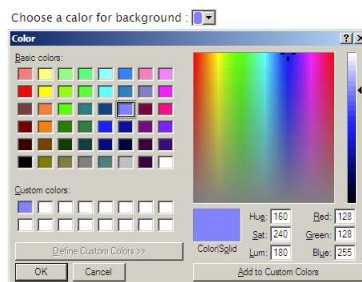 Choose a calor for background :
Color
Basic colors:
Custom colors:
Define Custom Colors >>
OK Cancel
Color|Solid
Hue: 160 Red: 128
Sat: 240 Green: 128
Lum: 180 Blue: 255
Add to Custom Colors